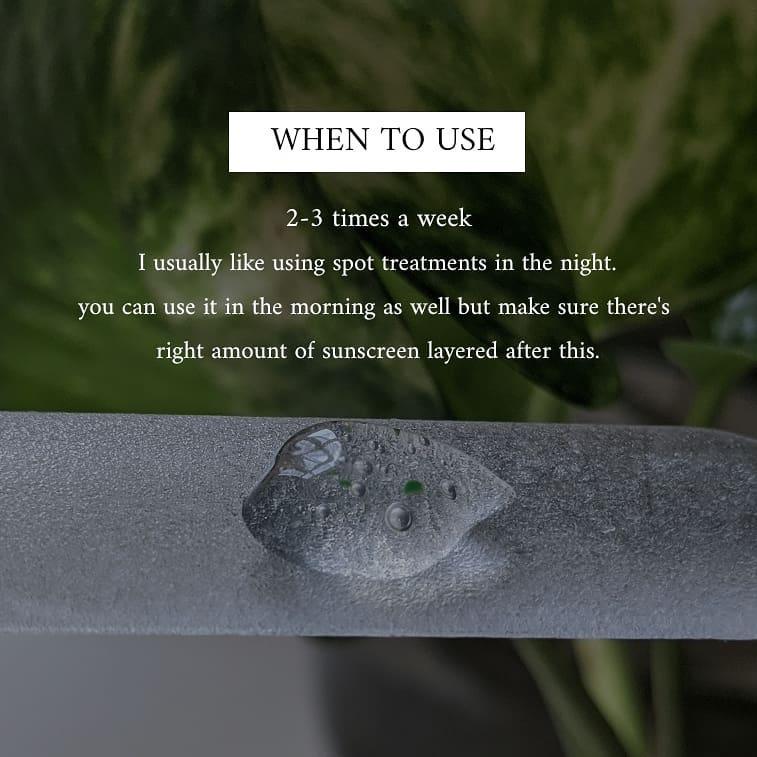 WHEN TO USE
2-3 times a week
I usually like using spot treatments in the night.
you can use it in the morning as well but make sure there's
right amount of sunscreen layered after this.